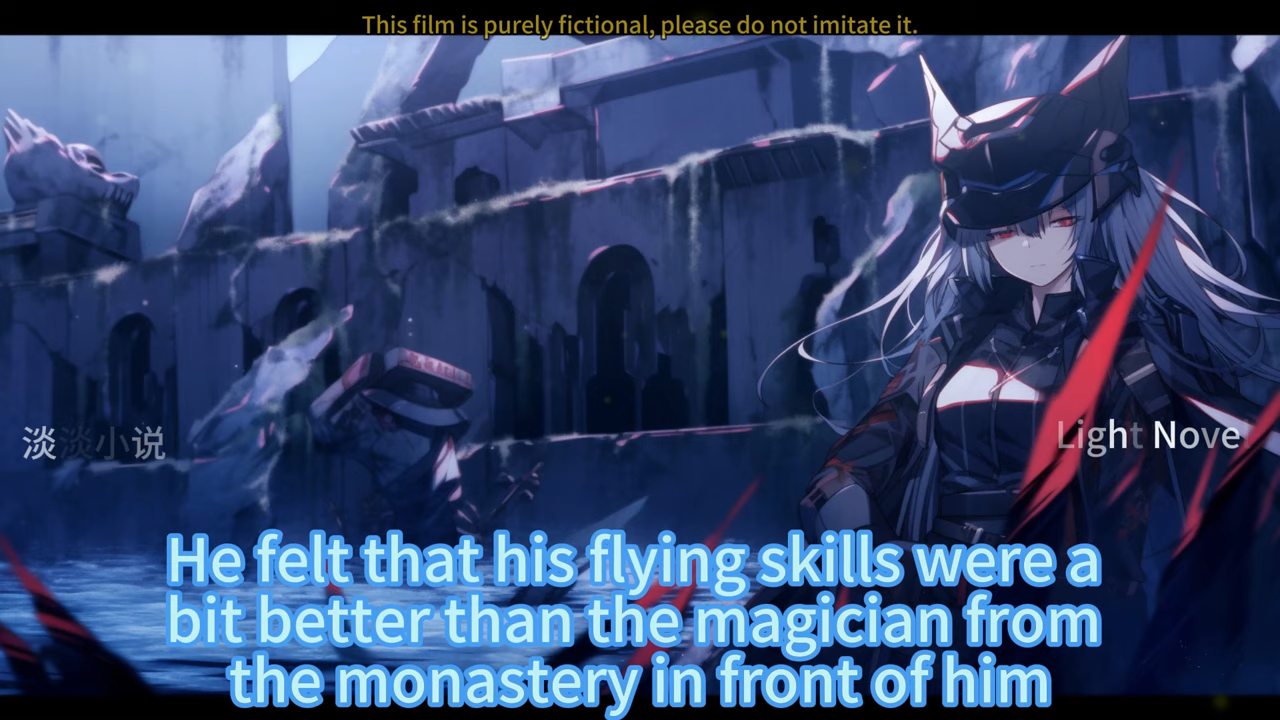 This film is purely fictional, please do not imitate it.
淡淡小说
Light Nove
He felt that his flying skills were a
bit better than the magician from
the monastery in front of him